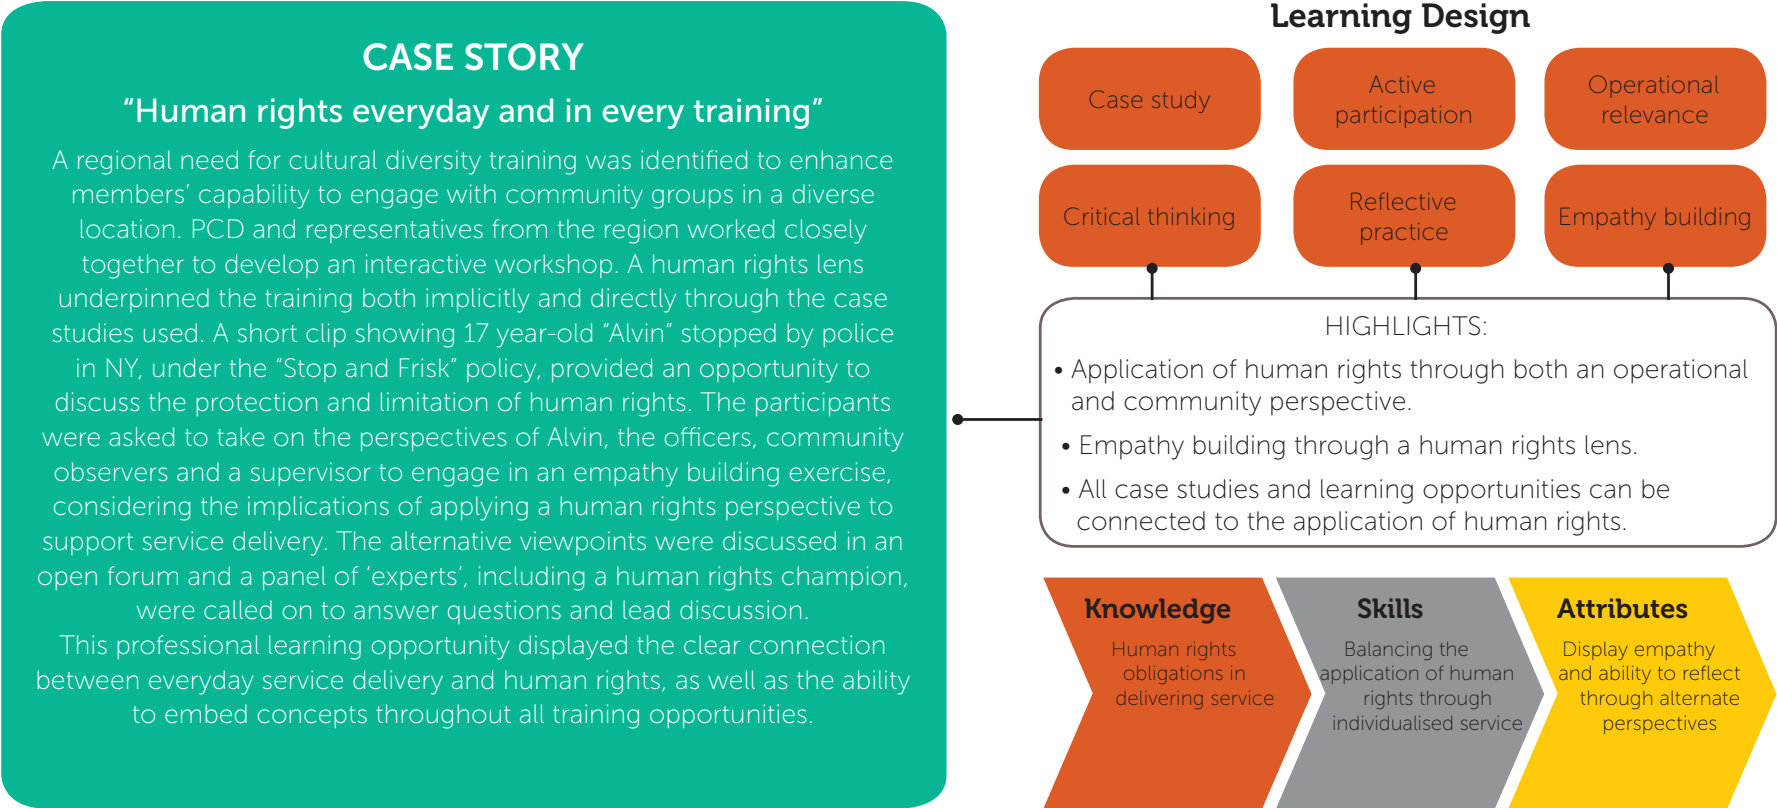 CASE STORY
“Human rights everyday and in every training”
A regional need for cultural diversity training was identified to enhance
members’ capability to engage with community groups in a diverse
location. PCD and representatives from the region worked closely
together to develop an interactive workshop. A human rights lens
underpinned the training both implicitly and directly through the case
studies used. A short clip showing 17 year-old “Alvin” stopped by police
in NY, under the “Stop and Frisk” policy, provided an opportunity to
discuss the protection and limitation of human rights. The participants
were asked to take on the perspectives of Alvin, the officers, community
observers and a supervisor to engage in an empathy building exercise,
considering the implications of applying a human rights perspective to
support service delivery. The alternative viewpoints were discussed in an
open forum and a panel of ‘experts’, including a human rights champion,
were called on to answer questions and lead discussion.
This professional learning opportunity displayed the clear connection
between everyday service delivery and human rights, as well as the ability
to embed concepts throughout all training opportunities.
Learning Design
Case study
Active
participation
Operational
relevance
Critical thinking
Reflective
practice
Empathy building
HIGHLIGHTS:
• Application of human rights through both an operational
and community perspective.
• Empathy building through a human rights lens.
• All case studies and learning opportunities can be
connected to the application of human rights.
Knowledge
Human rights
obligations in
delivering service
Skills
Balancing the
application of human
rights through
individualised service
Attributes
Display empathy
and ability to reflect
through alternate
perspectives